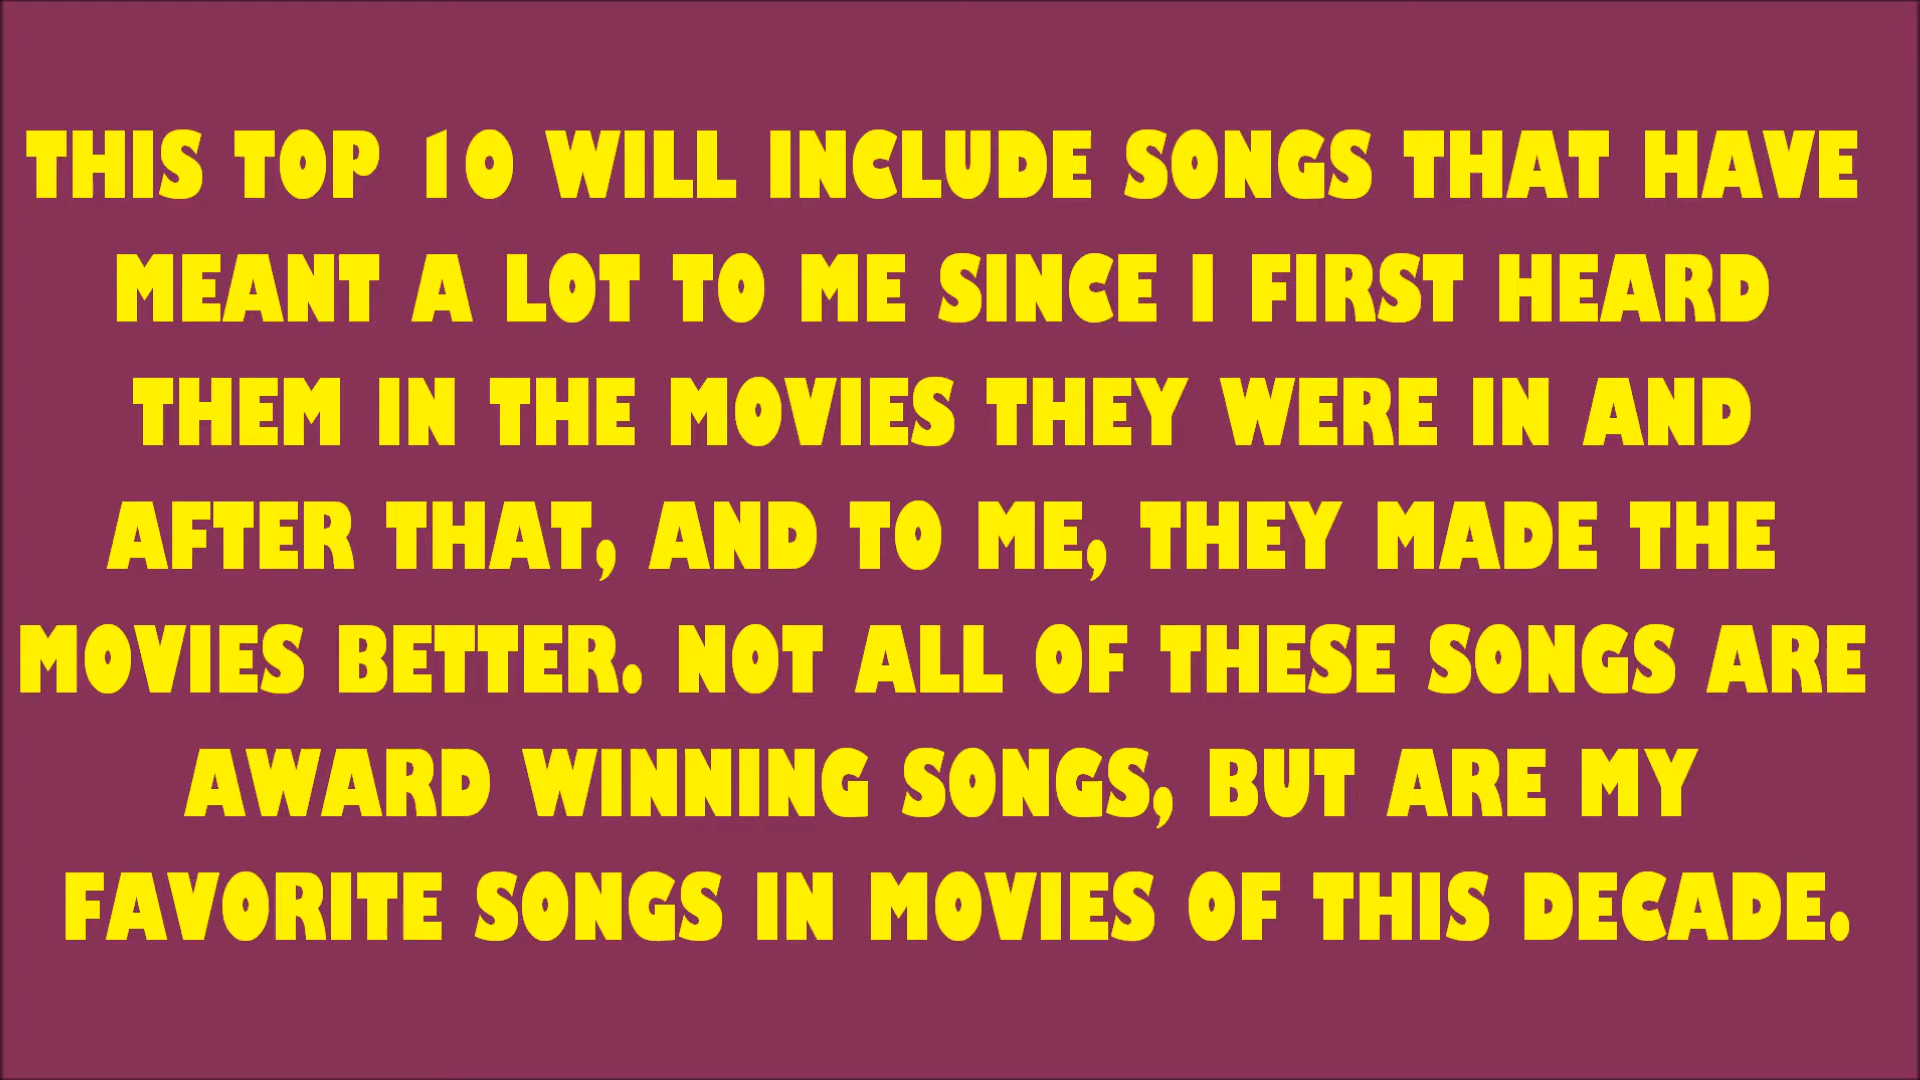 THIS TOP 10 WILL INCLUDE SONGS THAT HAVE
MEANT A LOT TO ME SINCE I FIRST HEARD
THEM IN THE MOVIES THEY WERE IN AND
AFTER THAT, AND TO ME, THEY MADE THE
MOVIES BETTER. NOT ALL OF THESE SONGS ARE
AWARD WINNING SONGS, BUT ARE MY
FAVORITE SONGS IN MOVIES OF THIS DECADE.